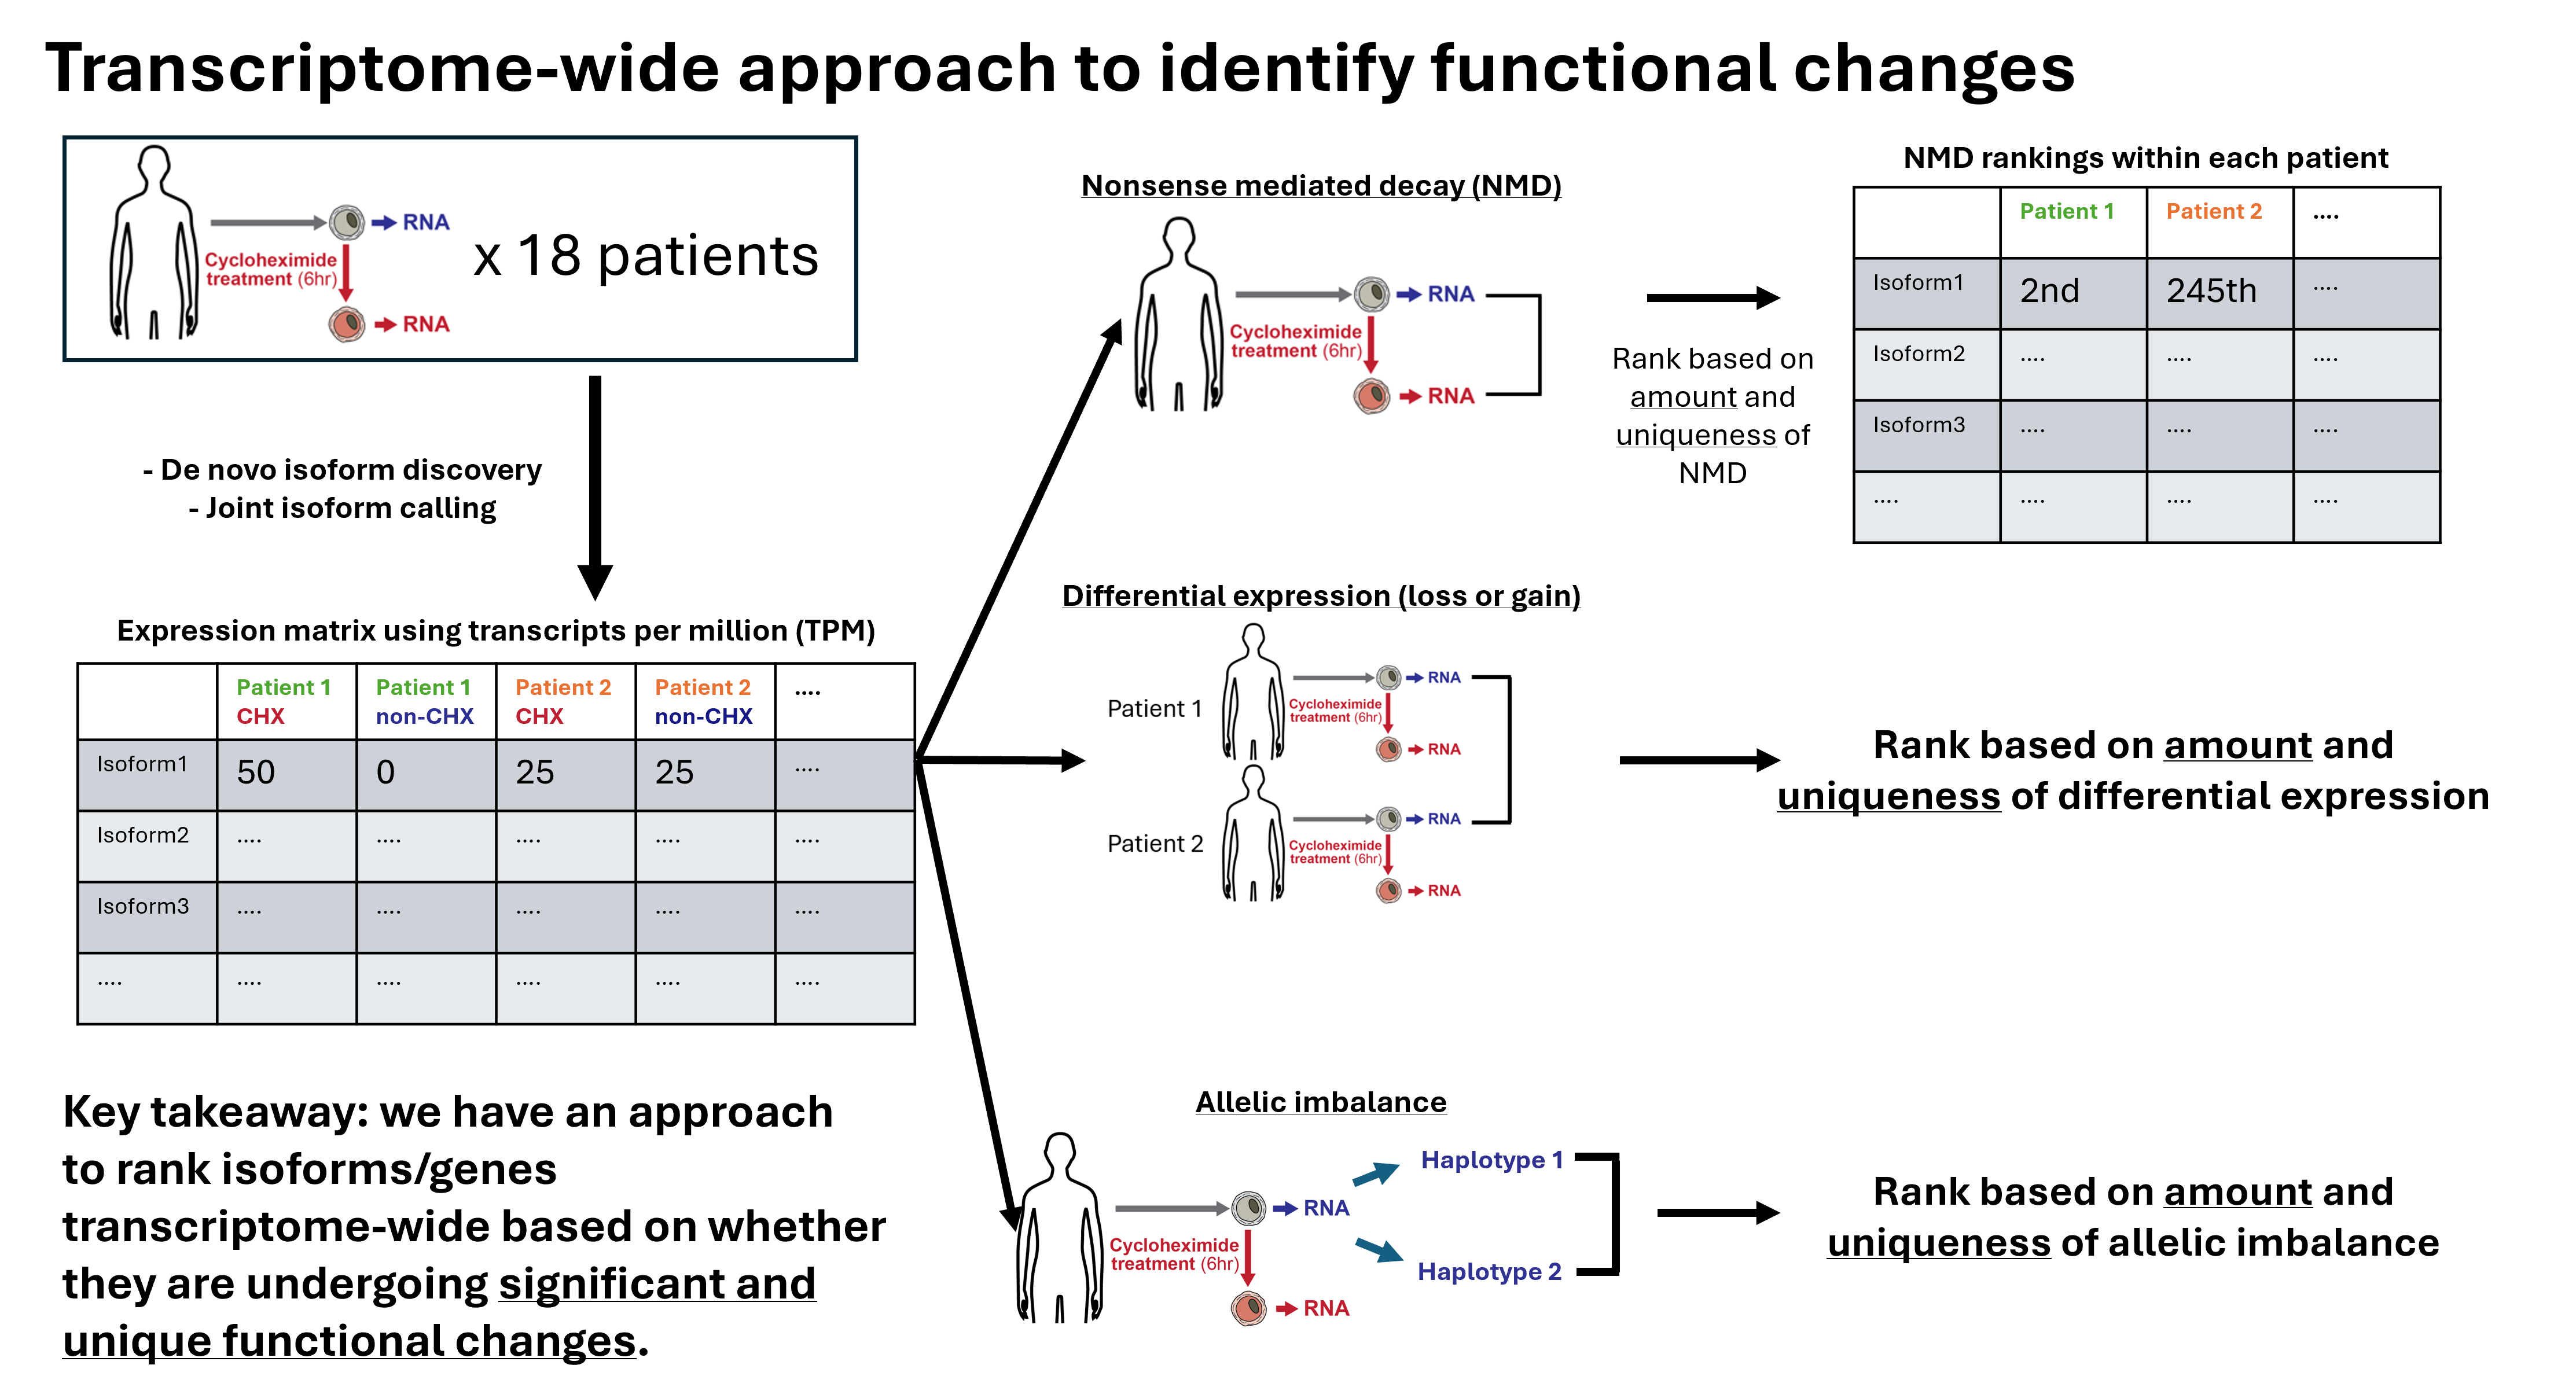 Transcriptome-wide approach to identify functional changes
RNA
Cycloheximide
treatment (6hr)
RNA
x 18 patients
- De novo isoform discovery
- Joint isoform calling
Expression matrix using transcripts per million (TPM)
Patient 1 CHX Patient 1 non-CHX Patient 2 CHX Patient 2 non-CHX ....
Isoform1 50 0 25 25 ....
Isoform2 .... .... .... .... ....
Isoform3 .... .... .... .... ....
.... .... .... .... .... ....
Key takeaway: we have an approach
to rank isoforms/genes
transcriptome-wide based on whether
they are undergoing significant and
unique functional changes.
Nonsense mediated decay (NMD)
RNA
Cycloheximide
treatment (6hr)
RNA
Rank based on
amount and
uniqueness of
NMD
NMD rankings within each patient
Patient 1 Patient 2 ....
Isoform1 2nd 245th ....
Isoform2 .... .... ....
Isoform3 .... .... ....
.... .... .... ....
Differential expression (loss or gain)
Patient 1
RNA
Cycloheximide
treatment (6hr)
RNA
Patient 2
RNA
Cycloheximide
treatment (6hr)
RNA
Rank based on amount and
uniqueness of differential expression
Allelic imbalance
RNA
Cycloheximide
treatment (6hr)
RNA
Haplotype 1
Haplotype 2
Rank based on amount and
uniqueness of allelic imbalance